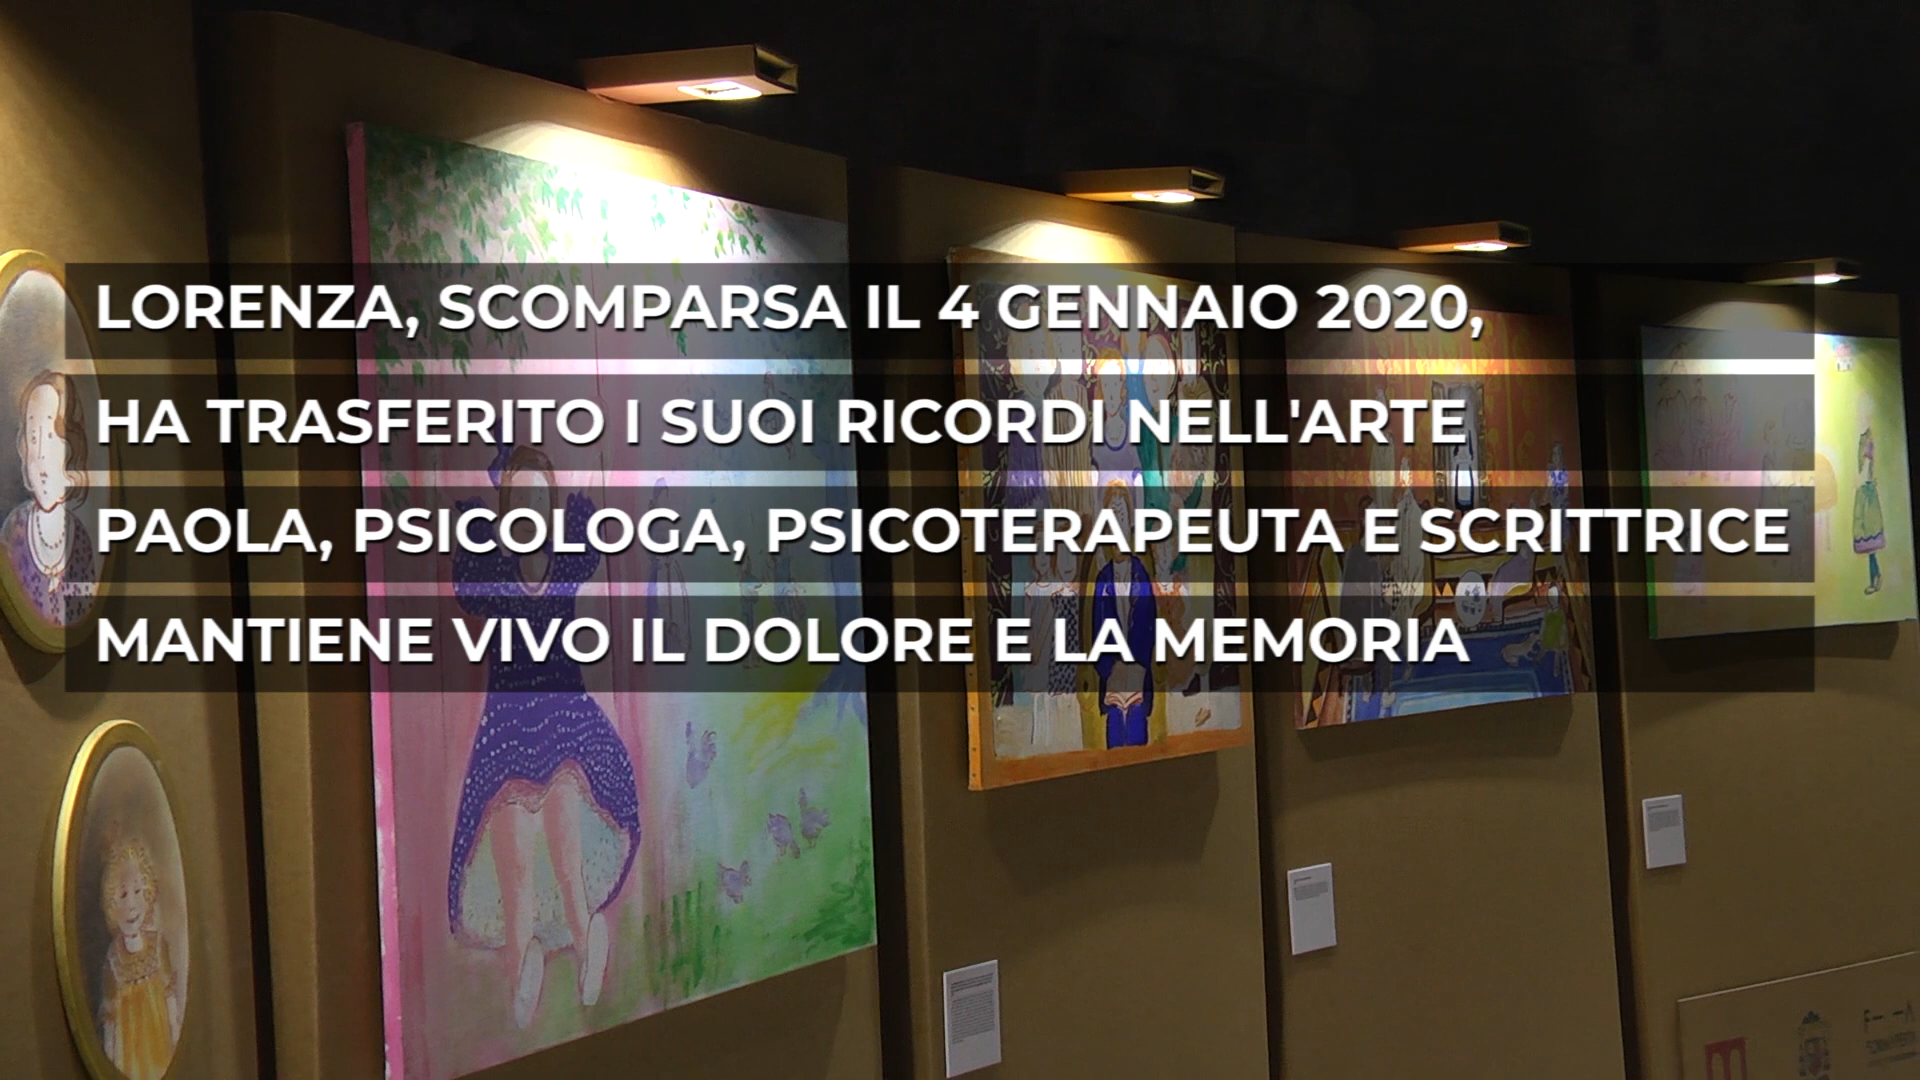 LORENZA, SCOMPARSA IL 4 GENNAIO 2020,
HA TRASFERITO I SUOI RICORDI NELL'ARTE
PAOLA, PSICOLOGA, PSICOTERAPEUTA E SCRITTRICE
MANTIENE VIVO IL DOLORE E LA MEMORIA